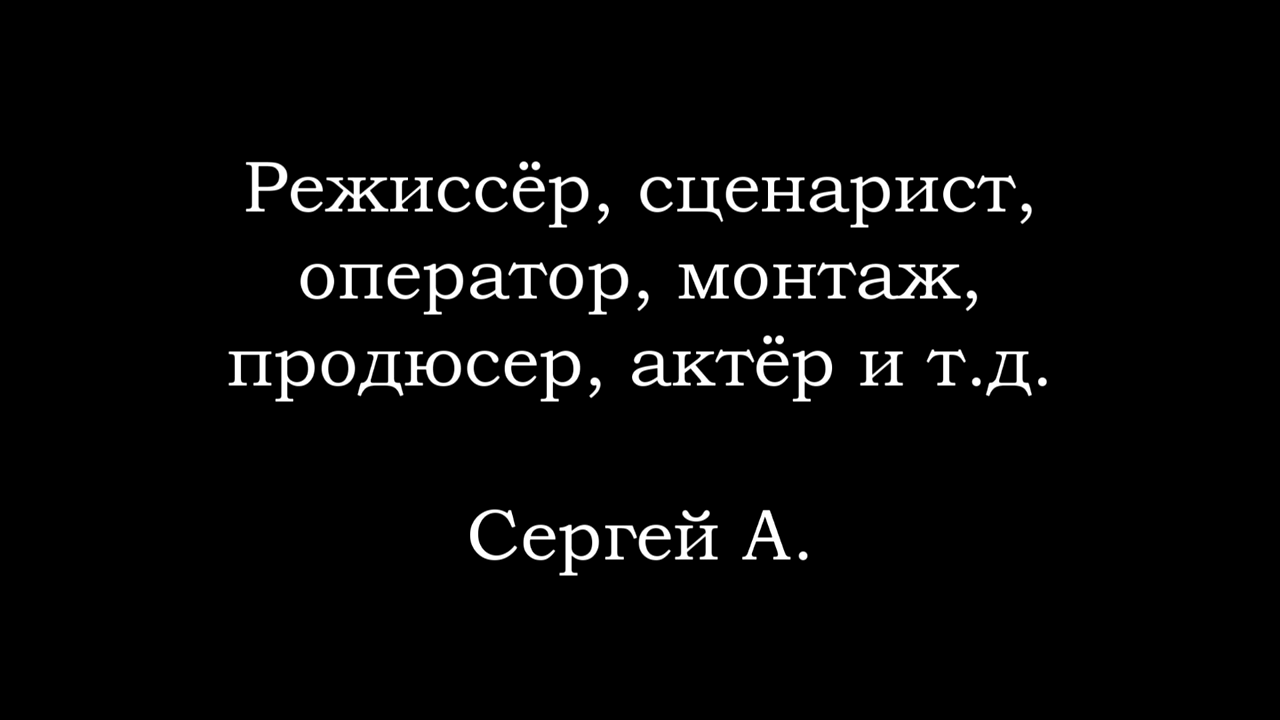 Режиссёр, сценарист,
оператор, монтаж,
продюсер, актёр и т.д.
Сергей А.